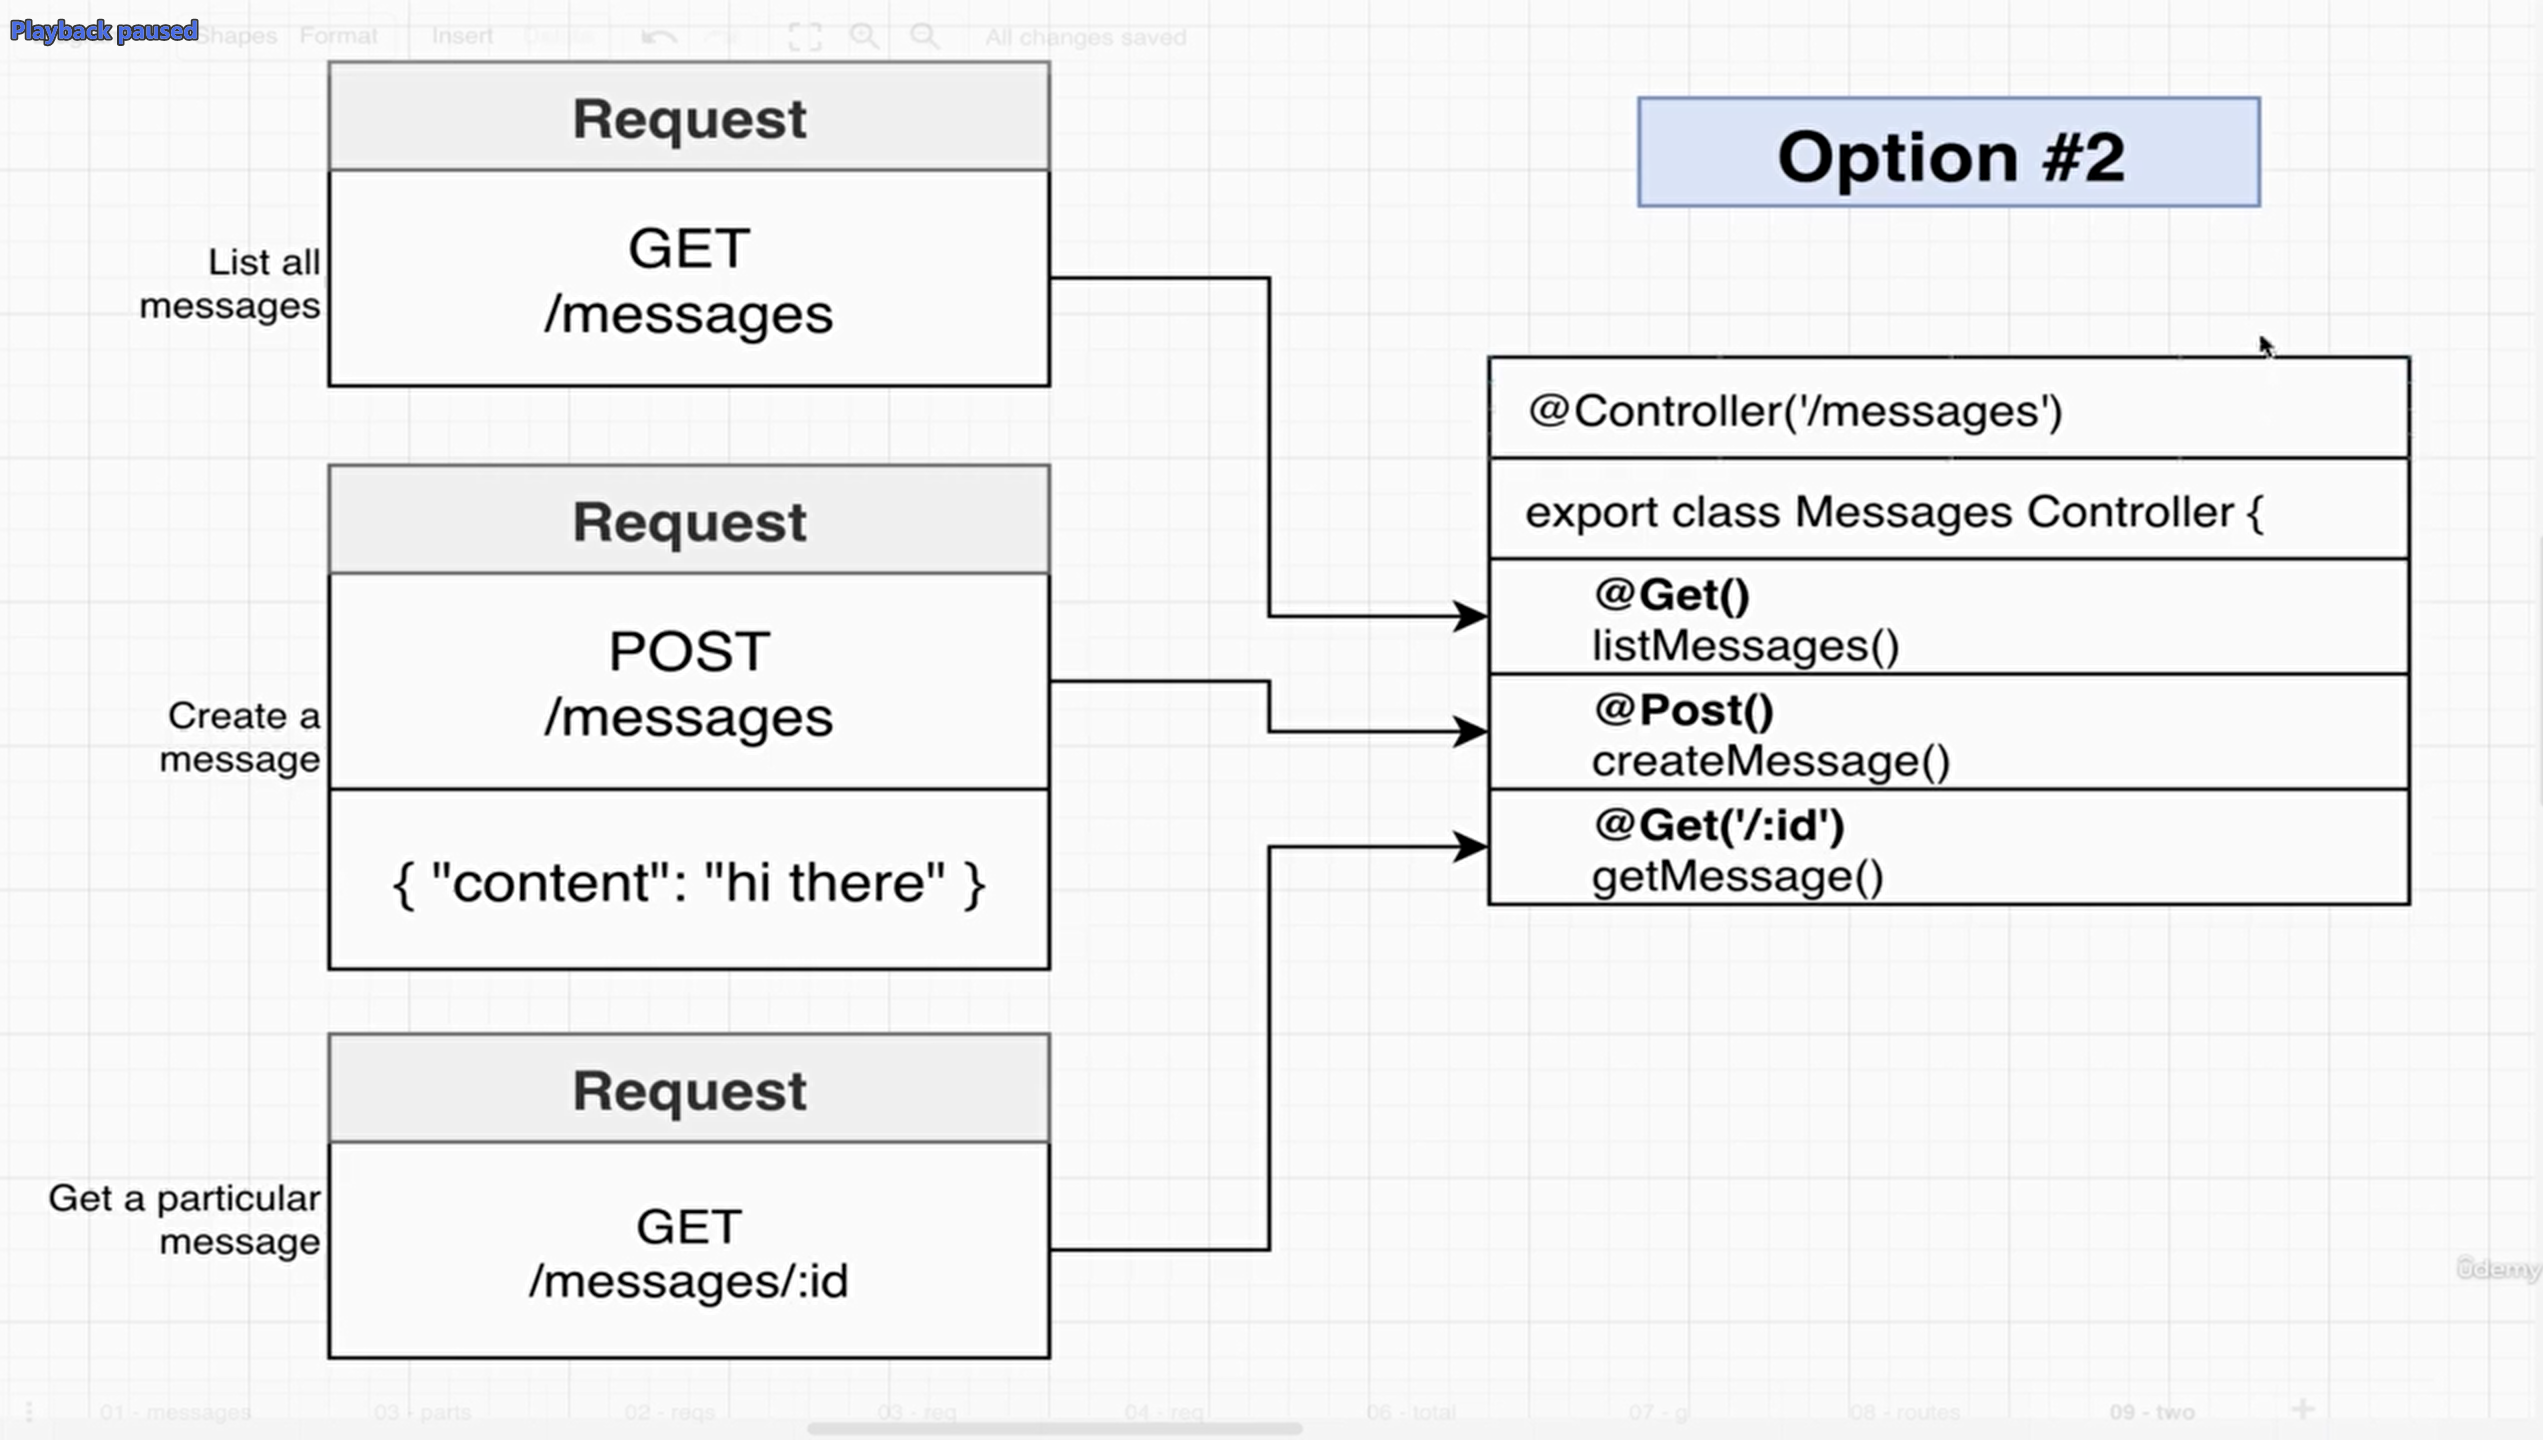 Playback paused
Shapes Format Insert Delete All changes saved
Option #2
List all
messages
Request
GET
/messages
Create a
message
Request
POST
/messages
{ "content": "hi there" }
Get a particular
message
Request
GET
/messages/:id
@Controller('/messages')
export class Messages Controller {
@Get()
listMessages()
@Post()
createMessage()
@Get('/:id')
getMessage()
ûdemy
01 - messages 03 - parts 02 - reqs 03 - req 04 - req 06 - total 07 - g 08 - routes 09 - two